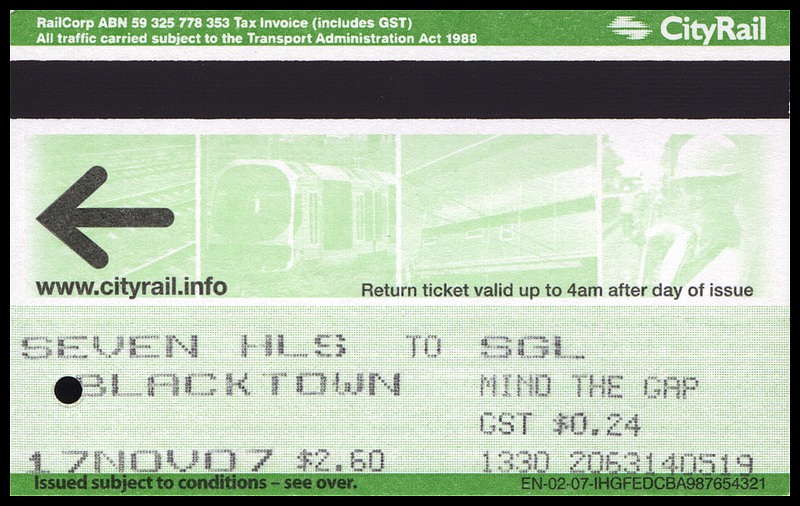 RailCorp ABN 59 325 778 353 Tax Invoice (includes GST)
All traffic carried subject to the Transport Administration Act 1988
CityRail
www.cityrail.info
Return ticket valid up to 4am after day of issue
SEVEN HLS TO SGL
BLACKTOWN MIND THE GAP
GST $0.24
17NOV07 $2.60 1330 2063140519
Issued subject to conditions – see over. EN-02-07-IHGFEDCBA987654321